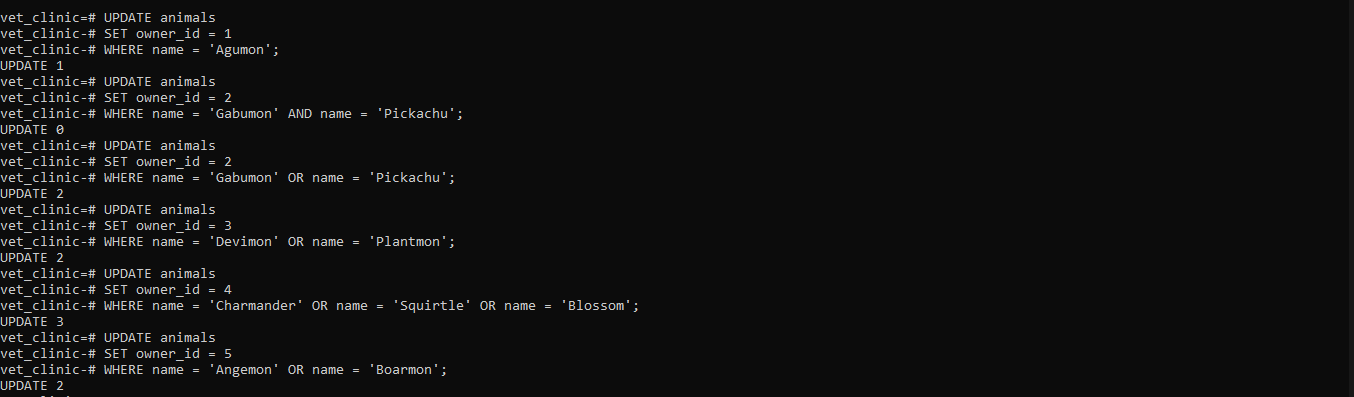 vet_clinic=# UPDATE animals
vet_clinic-# SET owner_id = 1
vet_clinic-# WHERE name = 'Agumon';
UPDATE 1
vet_clinic=# UPDATE animals
vet_clinic-# SET owner_id = 2
vet_clinic-# WHERE name = 'Gabumon' AND name = 'Pickachu';
UPDATE 0
vet_clinic=# UPDATE animals
vet_clinic-# SET owner_id = 2
vet_clinic-# WHERE name = 'Gabumon' OR name = 'Pickachu';
UPDATE 2
vet_clinic=# UPDATE animals
vet_clinic-# SET owner_id = 3
vet_clinic-# WHERE name = 'Devimon' OR name = 'Plantmon';
UPDATE 2
vet_clinic=# UPDATE animals
vet_clinic-# SET owner_id = 4
vet_clinic-# WHERE name = 'Charmander' OR name = 'Squirtle' OR name = 'Blossom';
UPDATE 3
vet_clinic=# UPDATE animals
vet_clinic-# SET owner_id = 5
vet_clinic-# WHERE name = 'Angemon' OR name = 'Boarmon';
UPDATE 2